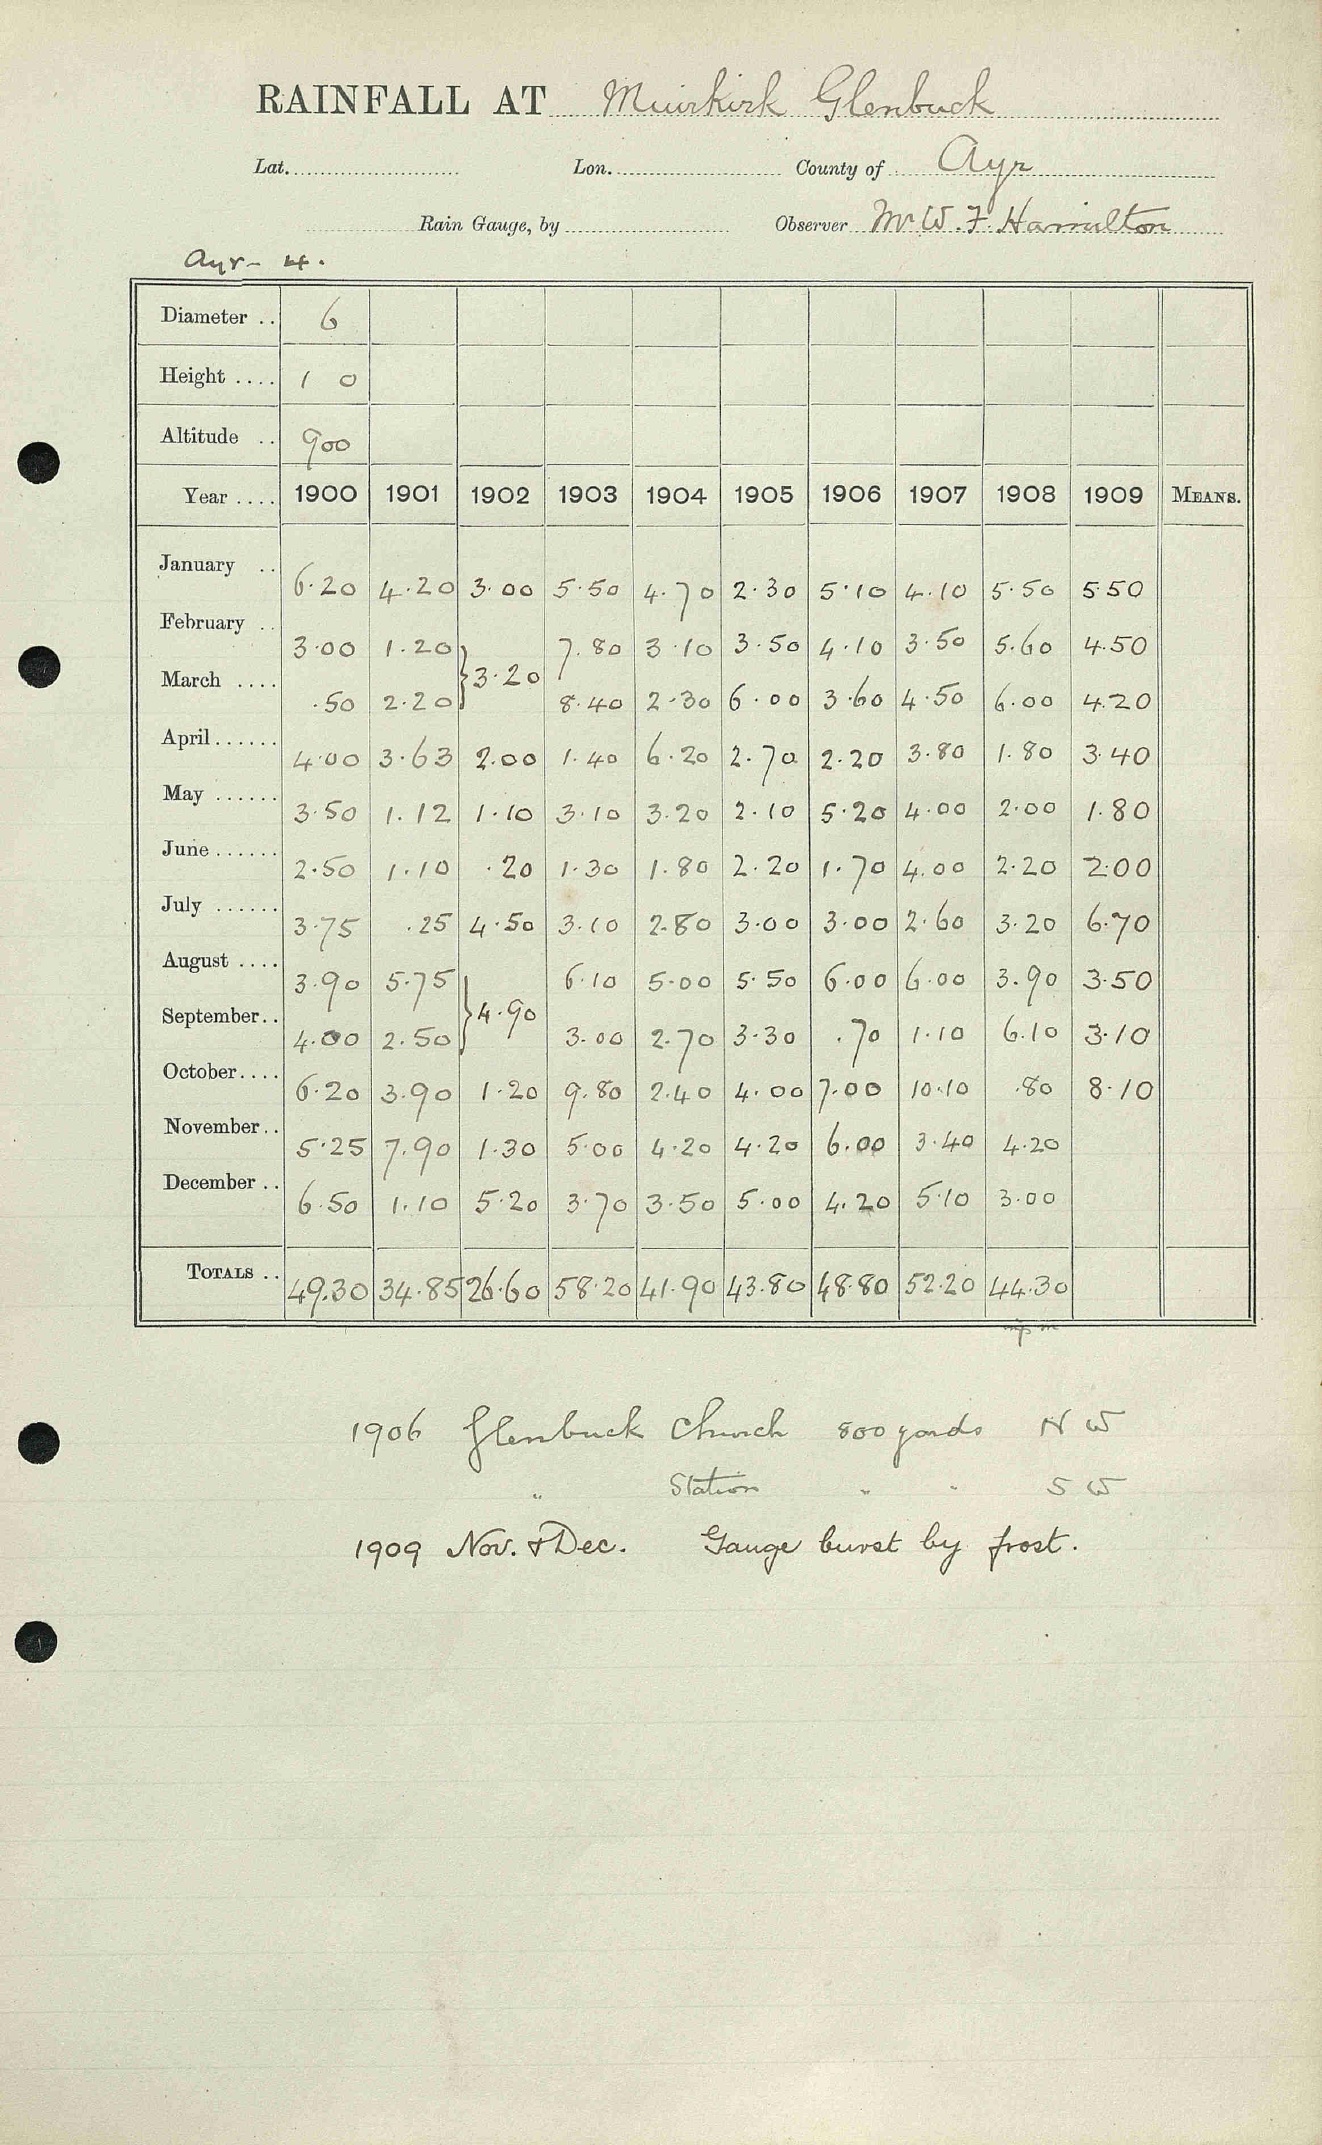 RAINFALL AT Muirkirk Glenbuck
Lat. Lon. County of Ayr
Rain Gauge, by Observer Mr W. F. Hamilton
Ayr - 4.
Diameter .. 6
Height .... 1 0
Altitude .. 900
Year .... 1900 1901 1902 1903 1904 1905 1906 1907 1908 1909 MEANS.
January .. 6.20 4.20 3.00 5.50 4.70 2.30 5.10 4.10 5.50 5.50
February .. 3.00 1.20 7.80 3.10 3.50 4.10 3.50 5.60 4.50
} 3.20
March .... .50 2.20 8.40 2.30 6.00 3.60 4.50 6.00 4.20
April...... 4.00 3.63 2.00 1.40 6.20 2.70 2.20 3.80 1.80 3.40
May ...... 3.50 1.12 1.10 3.10 3.20 2.10 5.20 4.00 2.00 1.80
June ...... 2.50 1.10 .20 1.30 1.80 2.20 1.70 4.00 2.20 2.00
July ...... 3.75 .25 4.50 3.10 2.80 3.00 3.00 2.60 3.20 6.70
August .... 3.90 5.75 6.10 5.00 5.50 6.00 6.00 3.90 3.50
} 4.90
September.. 4.00 2.50 3.00 2.70 3.30 .70 1.10 6.10 3.10
October.... 6.20 3.90 1.20 9.80 2.40 4.00 7.00 10.10 .80 8.10
November.. 5.25 7.90 1.30 5.00 4.20 4.20 6.00 3.40 4.20
December .. 6.50 1.10 5.20 3.70 3.50 5.00 4.20 5.10 3.00
TOTALS .. 49.30 34.85 26.60 58.20 41.90 43.80 48.80 52.20 44.30
1906 Glenbuck Church 800 yards N W
" Station " " S W
1909 Nov. & Dec. Gauge burst by frost.